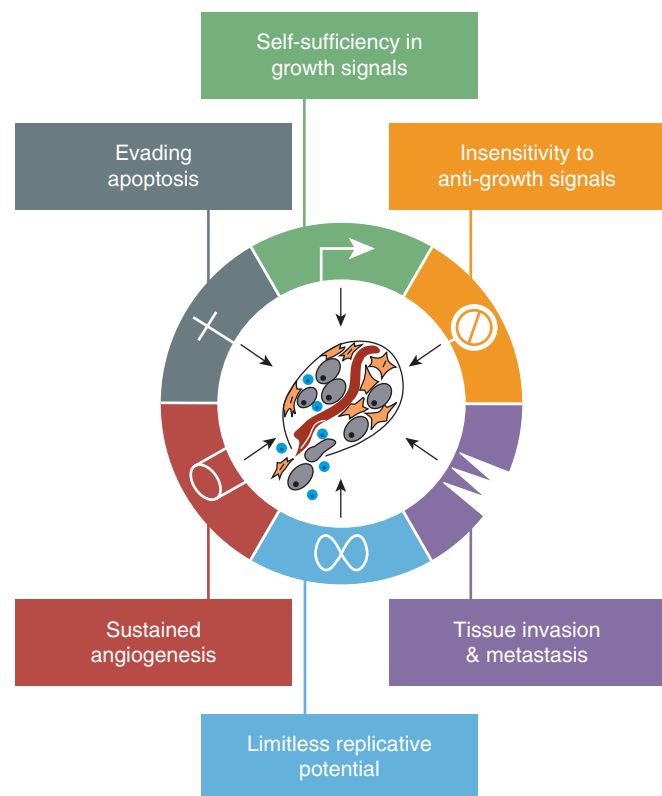 Self-sufficiency in
growth signals
Evading
apoptosis
Insensitivity to
anti-growth signals
Sustained
angiogenesis
Tissue invasion
& metastasis
Limitless replicative
potential